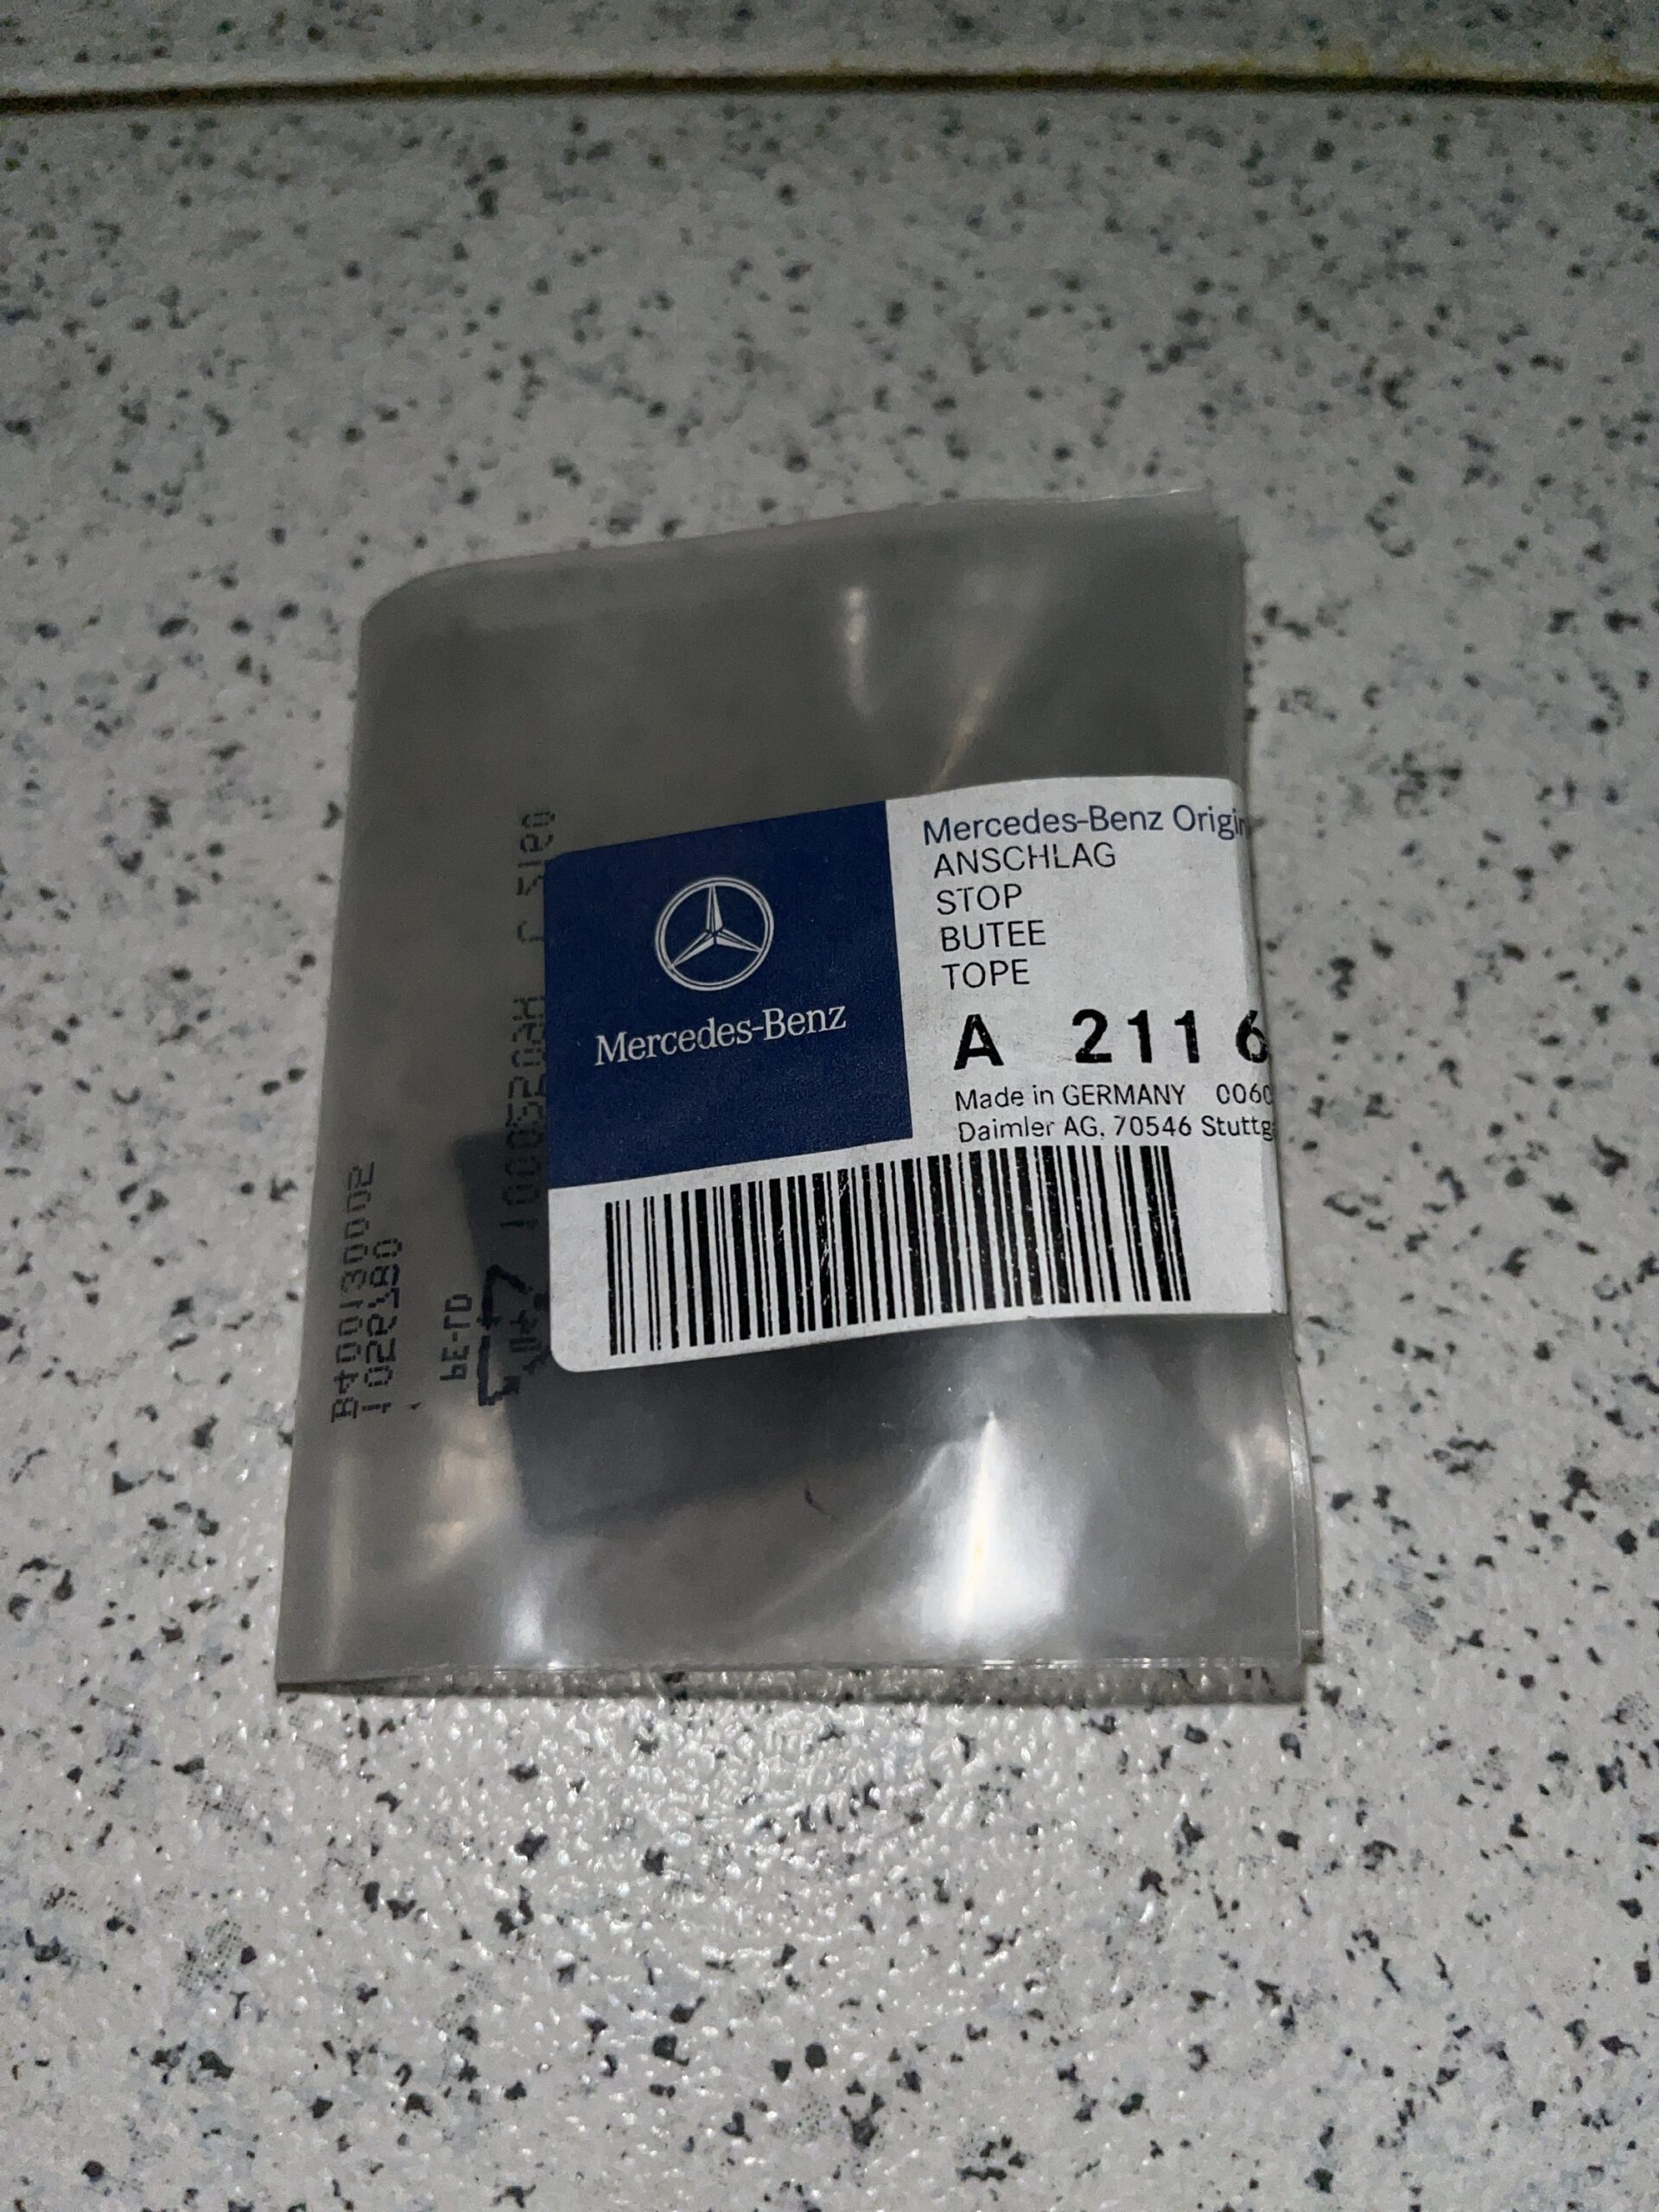 Mercedes-Benz
Mercedes-Benz Origin
ANSCHLAG
STOP
BUTEE
TOPE
A 211 6
Made in GERMANY 0060
Daimler AG, 70546 Stuttg
B400130002
PE-LD